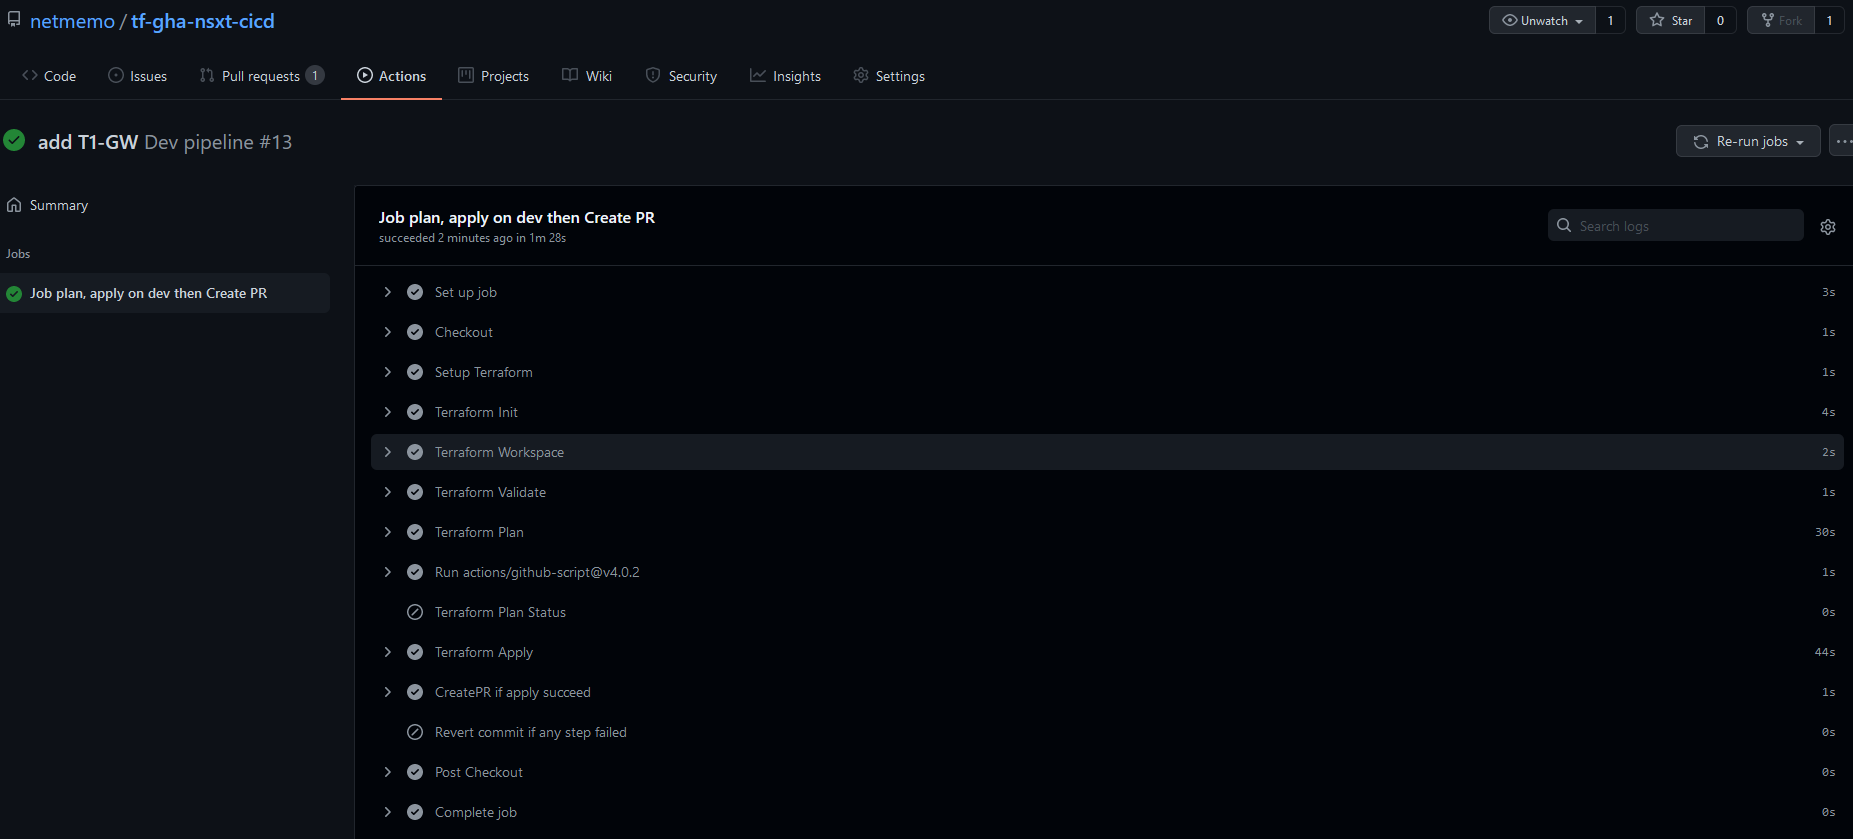 netmemo / tf-gha-nsxt-cicd
Unwatch 1 Star 0 Fork 1
Code Issues Pull requests 1 Actions Projects Wiki Security Insights Settings
add T1-GW Dev pipeline #13
Re-run jobs ...
Summary
Jobs
Job plan, apply on dev then Create PR
Job plan, apply on dev then Create PR
succeeded 2 minutes ago in 1m 28s
Search logs
Set up job 3s
Checkout 1s
Setup Terraform 1s
Terraform Init 4s
Terraform Workspace 2s
Terraform Validate 1s
Terraform Plan 30s
Run actions/github-script@v4.0.2 1s
Terraform Plan Status 0s
Terraform Apply 44s
CreatePR if apply succeed 1s
Revert commit if any step failed 0s
Post Checkout 0s
Complete job 0s